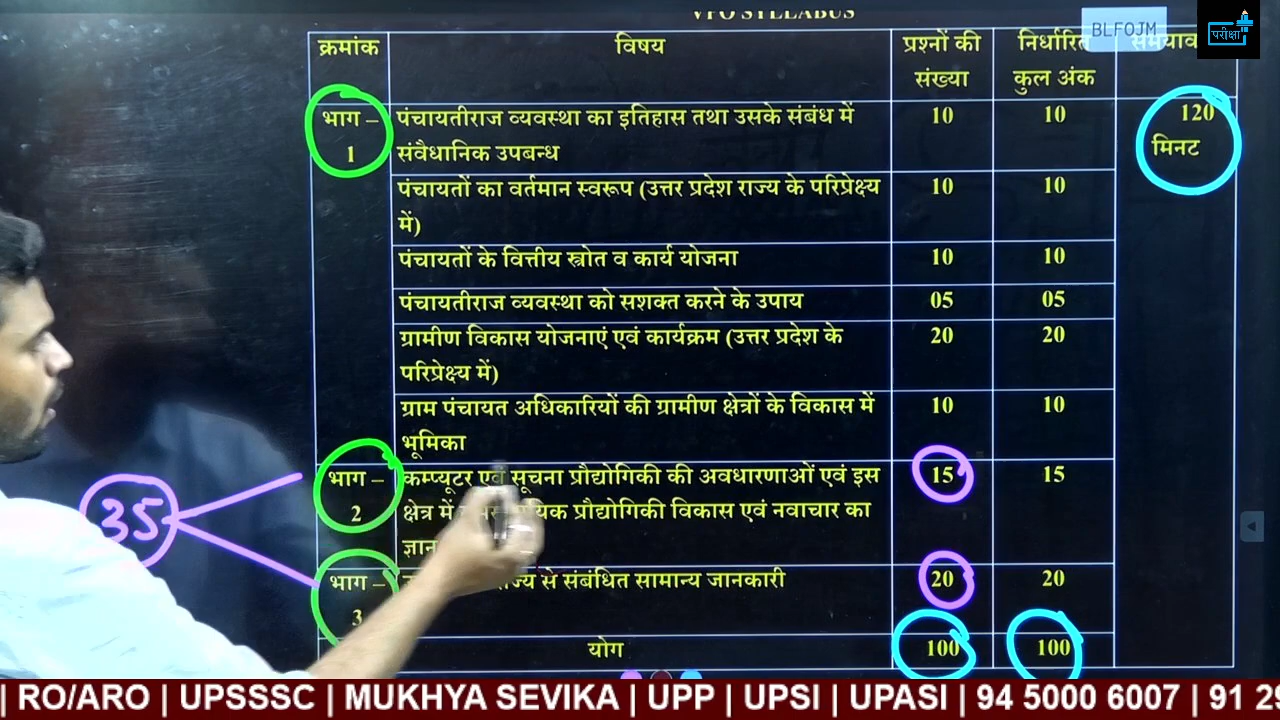 VPO SYLLABUS
BLFOJM
परीक्षा
क्रमांक विषय प्रश्नों की संख्या निर्धारित कुल अंक
भाग – 1 पंचायतीराज व्यवस्था का इतिहास तथा उसके संबंध में 10 10 120 मिनट
संवैधानिक उपबन्ध
पंचायतों का वर्तमान स्वरूप (उत्तर प्रदेश राज्य के परिप्रेक्ष्य 10 10
में)
पंचायतों के वित्तीय स्त्रोत व कार्य योजना 10 10
पंचायतीराज व्यवस्था को सशक्त करने के उपाय 05 05
ग्रामीण विकास योजनाएं एवं कार्यक्रम (उत्तर प्रदेश के 20 20
परिप्रेक्ष्य में)
ग्राम पंचायत अधिकारियों की ग्रामीण क्षेत्रों के विकास में 10 10
भूमिका
35
भाग – 2 कम्प्यूटर एवं सूचना प्रौद्योगिकी की अवधारणाओं एवं इस 15 15
क्षेत्र में प्रौद्योगिकी विकास एवं नवाचार का
ज्ञान
भाग – 3 से संबंधित सामान्य जानकारी 20 20
योग 100 100
| RO/ARO | UPSSSC | MUKHYA SEVIKA | UPP | UPSI | UPASI | 94 5000 6007 | 91 29